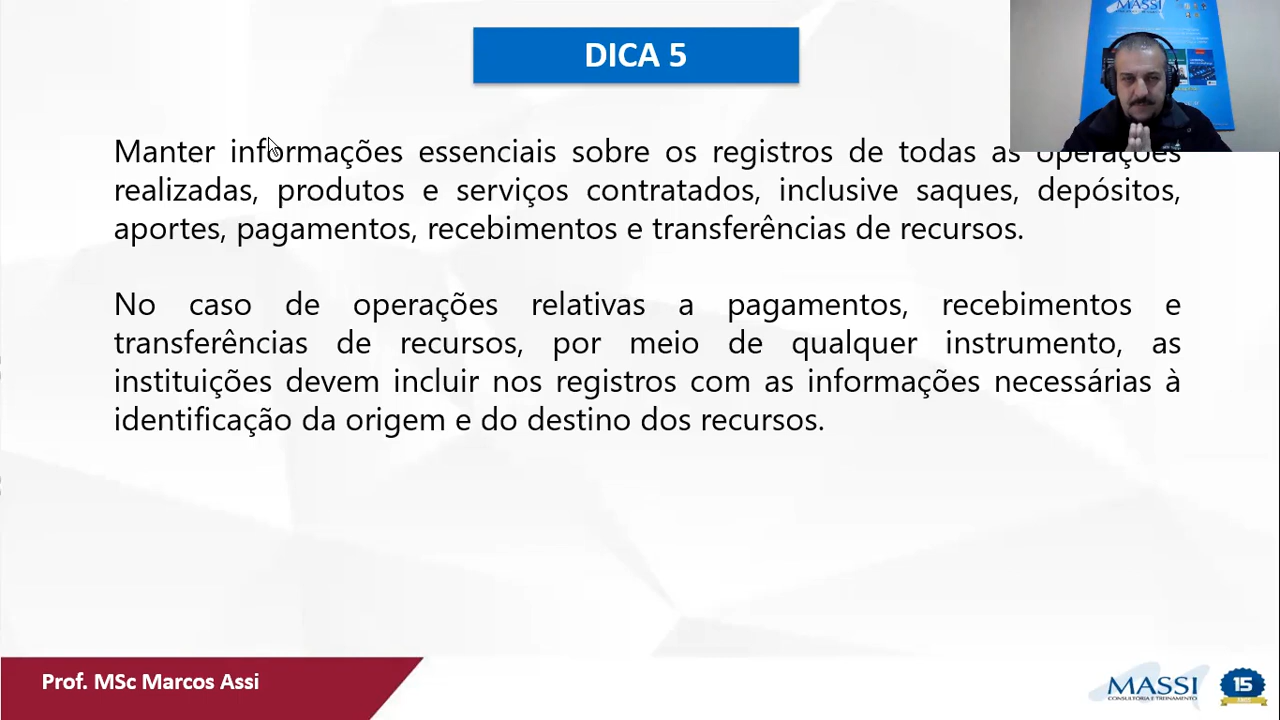 DICA 5
MASSI
Manter informações essenciais sobre os registros de todas as operações
realizadas, produtos e serviços contratados, inclusive saques, depósitos,
aportes, pagamentos, recebimentos e transferências de recursos.
No caso de operações relativas a pagamentos, recebimentos e
transferências de recursos, por meio de qualquer instrumento, as
instituições devem incluir nos registros com as informações necessárias à
identificação da origem e do destino dos recursos.
Prof. MSc Marcos Assi
MASSI
CONSULTORIA E TREINAMENTO
15